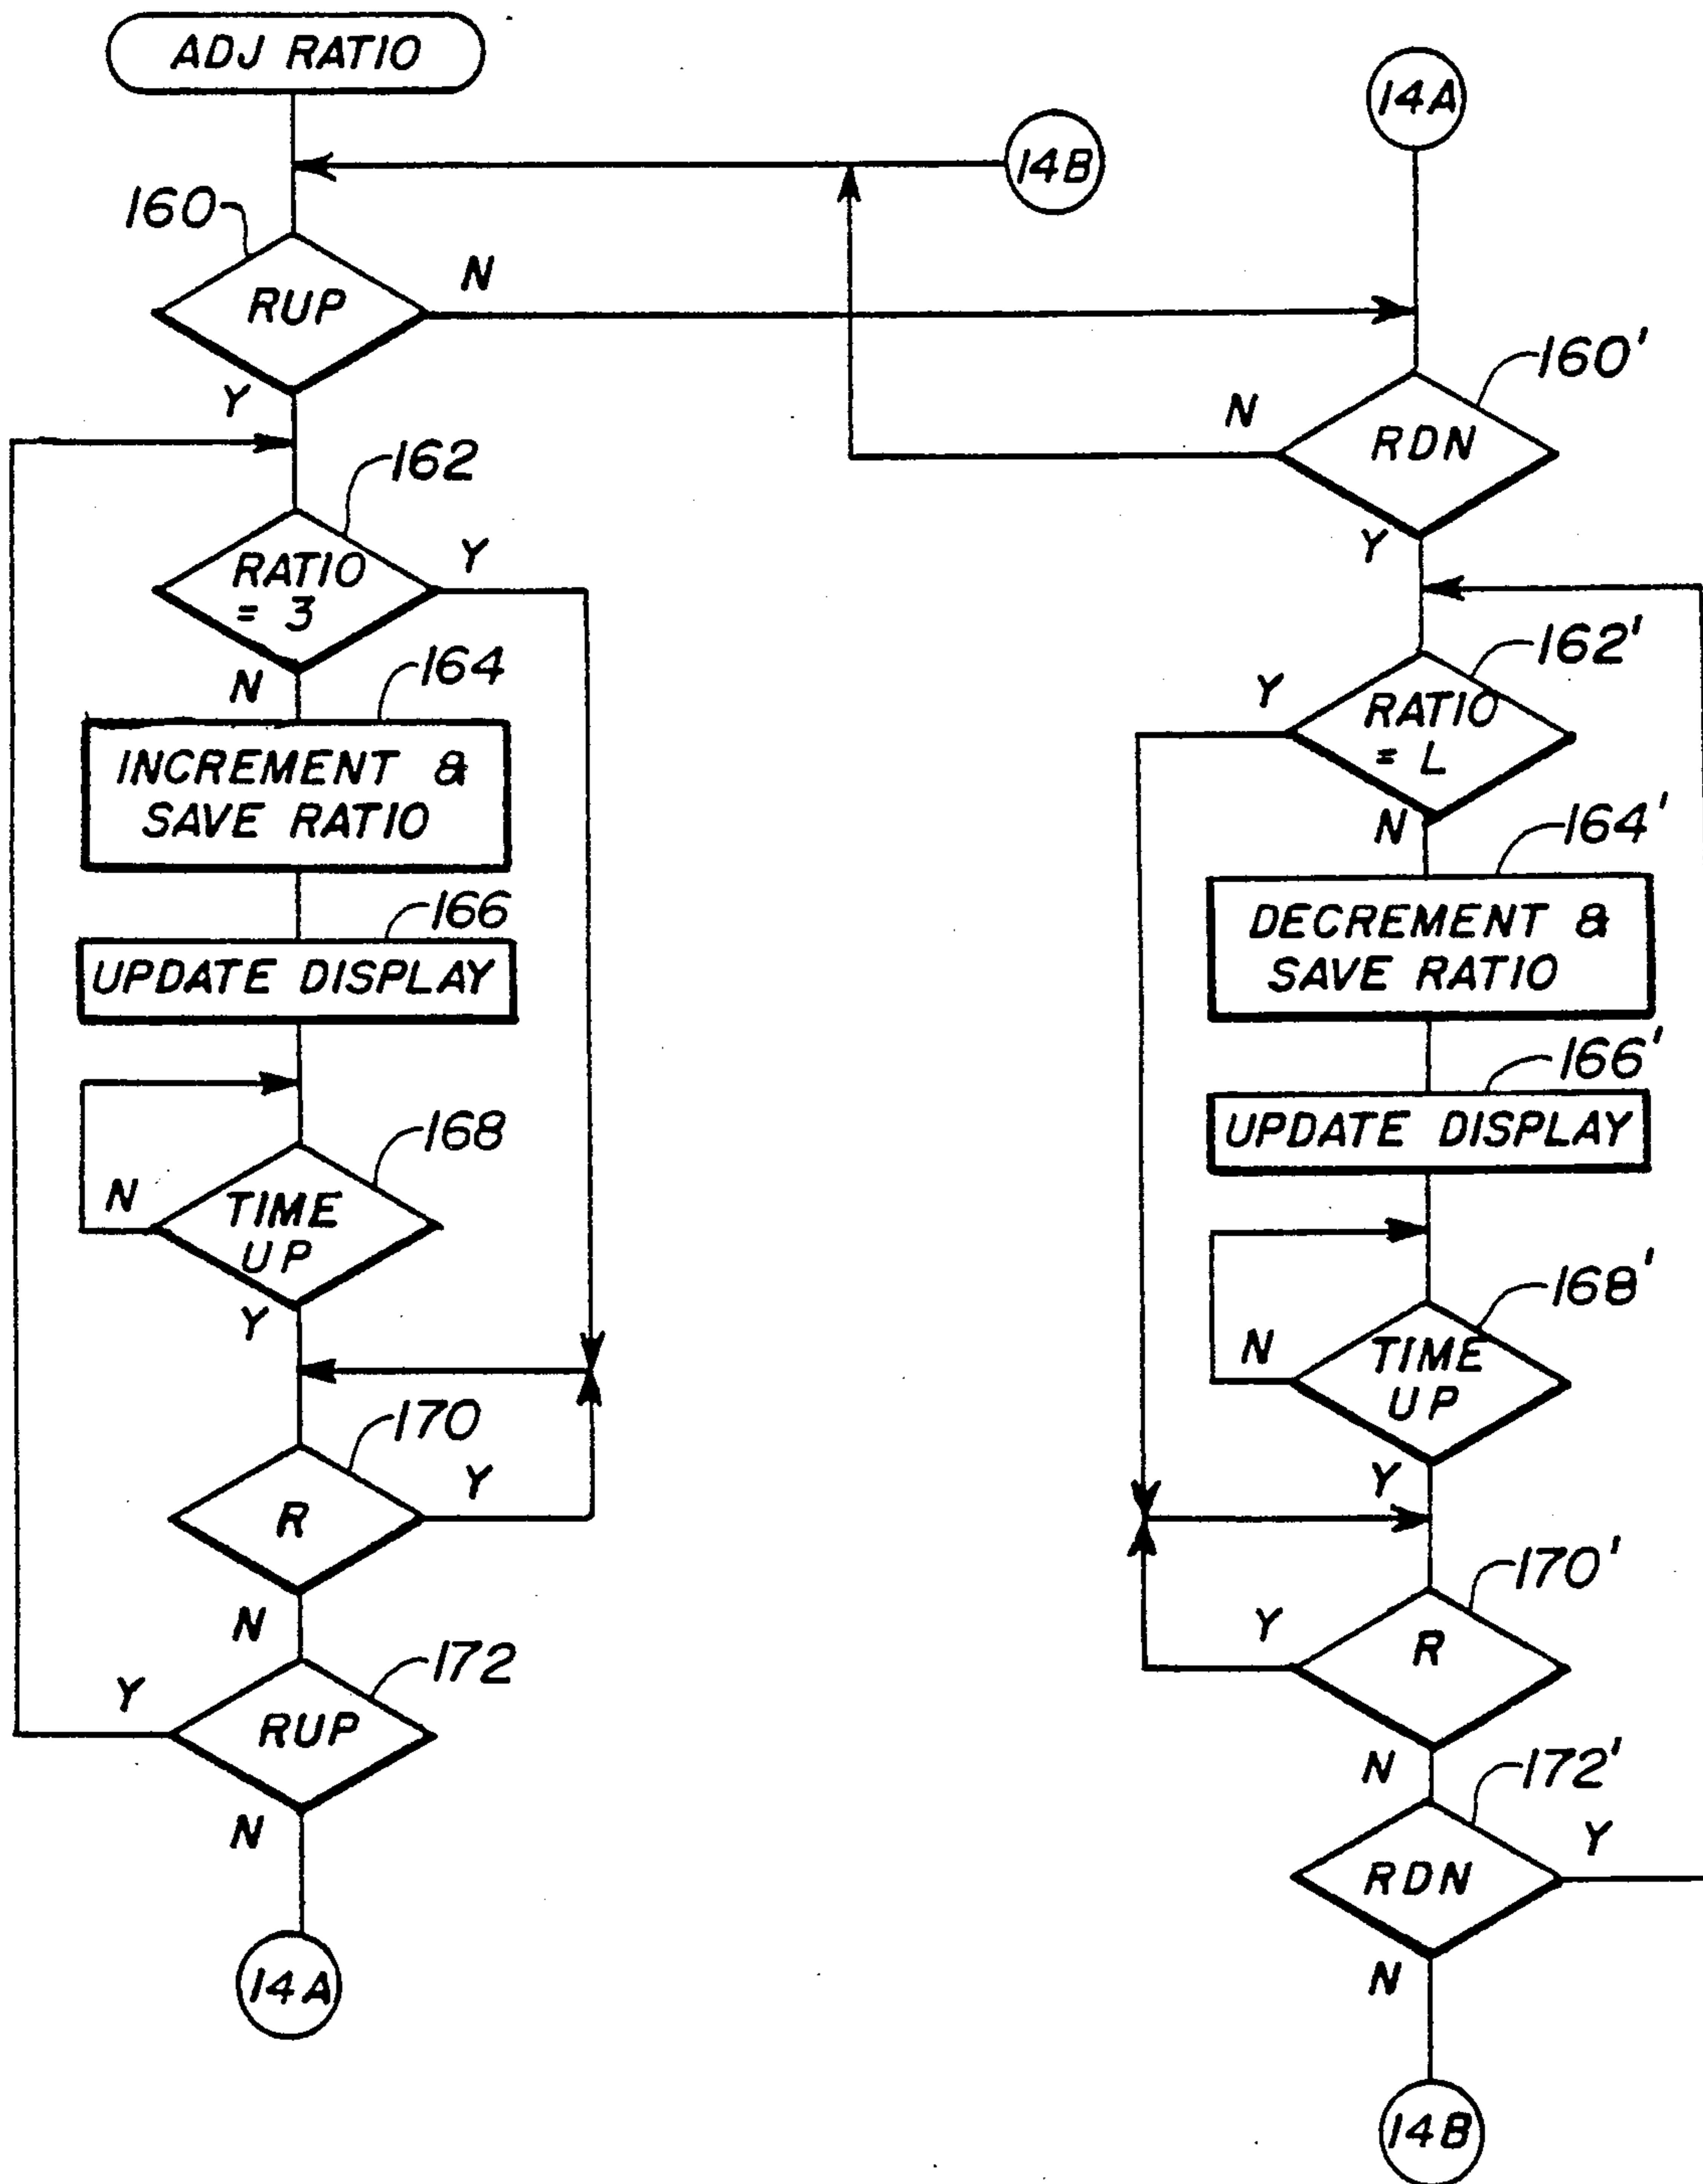 ADJ RATIO
14A
14B
160
RUP
N
Y
160'
RDN
N
Y
162
RATIO
= 3
Y
N
162'
RATIO
= L
Y
N
164
INCREMENT &
SAVE RATIO
164'
DECREMENT &
SAVE RATIO
166
UPDATE DISPLAY
166'
UPDATE DISPLAY
168
TIME
UP
N
Y
168'
TIME
UP
N
Y
170
R
Y
N
170'
R
Y
N
172
RUP
Y
N
172'
RDN
Y
N
14A
14B